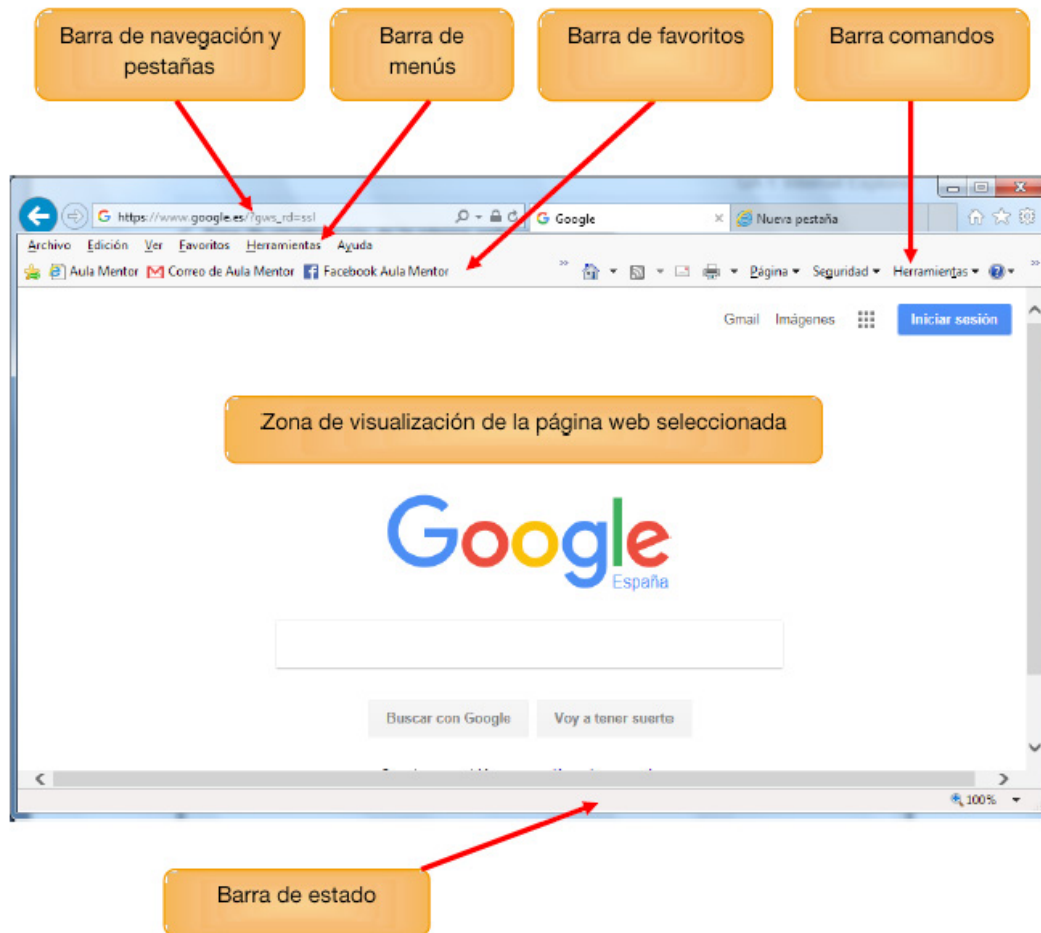 Barra de navegación y
pestañas
Barra de
menús
Barra de favoritos
Barra comandos
https://www.google.es/?gws_rd=ssl
Google
Nueva pestaña
Archivo Edición Ver Favoritos Herramientas Ayuda
Aula Mentor Correo de Aula Mentor Facebook Aula Mentor
Página Seguridad Herramientas
Gmail Imágenes Iniciar sesión
Zona de visualización de la página web seleccionada
Google
España
Buscar con Google Voy a tener suerte
100%
Barra de estado